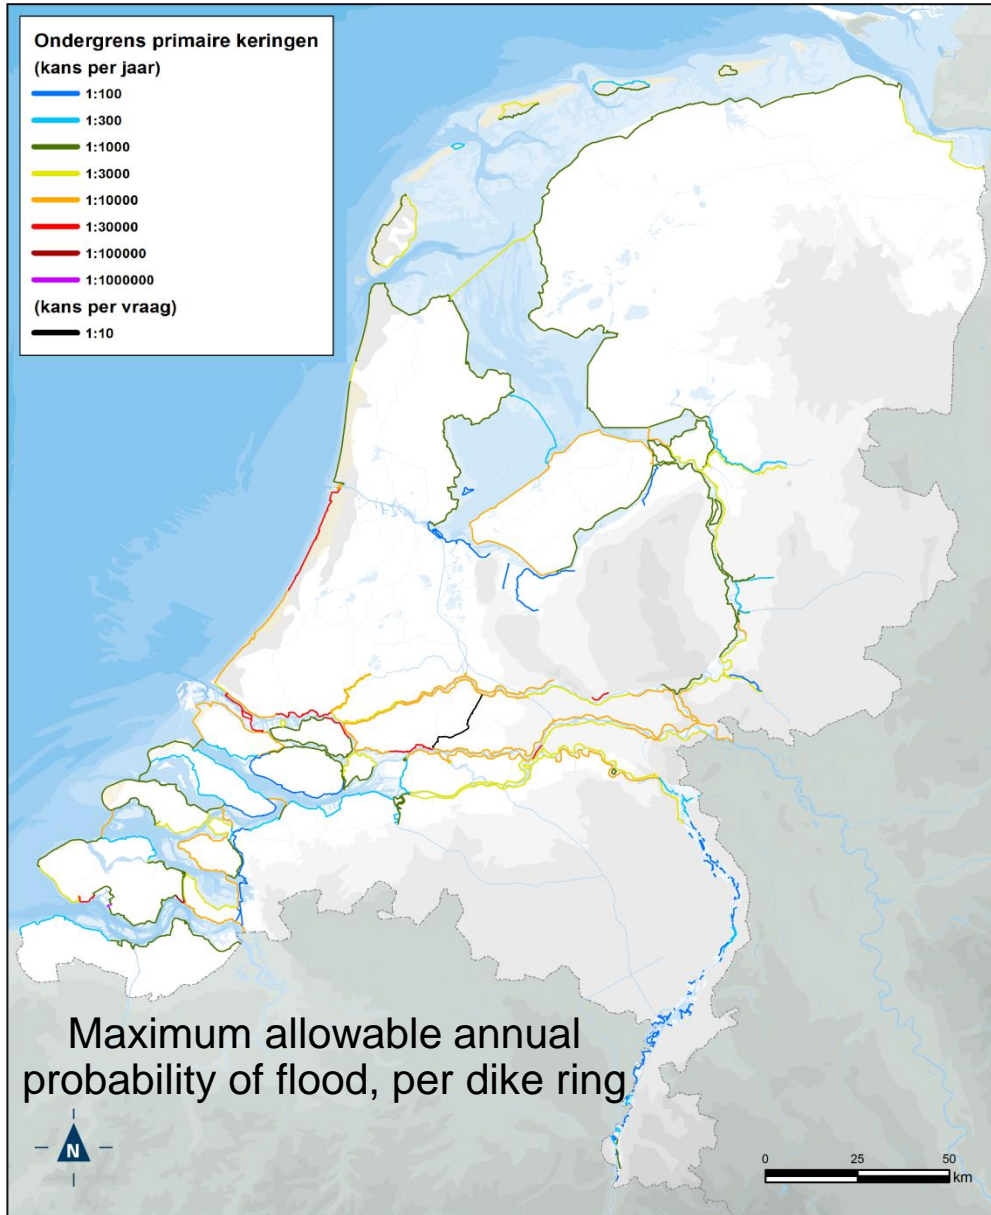 Ondergrens primaire keringen
(kans per jaar)
1:100
1:300
1:1000
1:3000
1:10000
1:30000
1:100000
1:1000000
(kans per vraag)
1:10
Maximum allowable annual
probability of flood, per dike ring
N
0 25 50
km